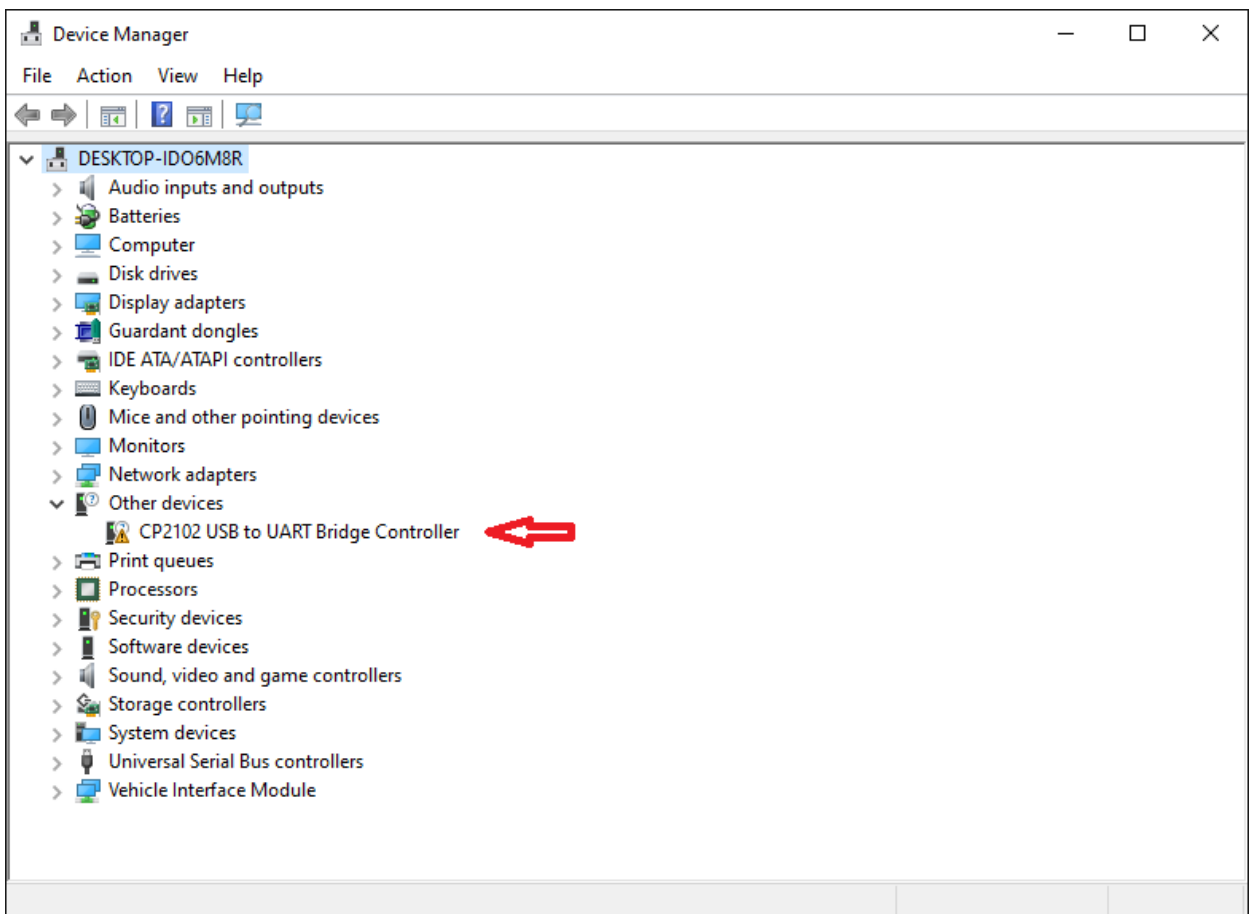 Device Manager
File Action View Help
DESKTOP-IDO6M8R
Audio inputs and outputs
Batteries
Computer
Disk drives
Display adapters
Guardant dongles
IDE ATA/ATAPI controllers
Keyboards
Mice and other pointing devices
Monitors
Network adapters
Other devices
CP2102 USB to UART Bridge Controller
Print queues
Processors
Security devices
Software devices
Sound, video and game controllers
Storage controllers
System devices
Universal Serial Bus controllers
Vehicle Interface Module